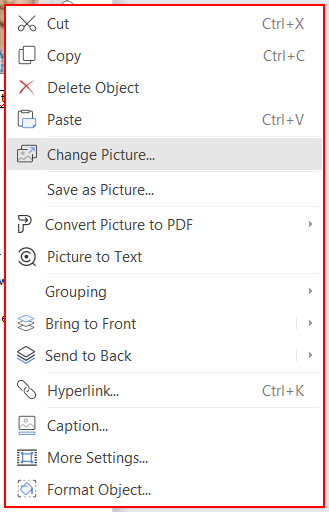 Cut Ctrl+X
Copy Ctrl+C
Delete Object
Paste Ctrl+V
Change Picture...
Save as Picture...
Convert Picture to PDF
Picture to Text
Grouping
Bring to Front
Send to Back
Hyperlink... Ctrl+K
Caption...
More Settings...
Format Object...